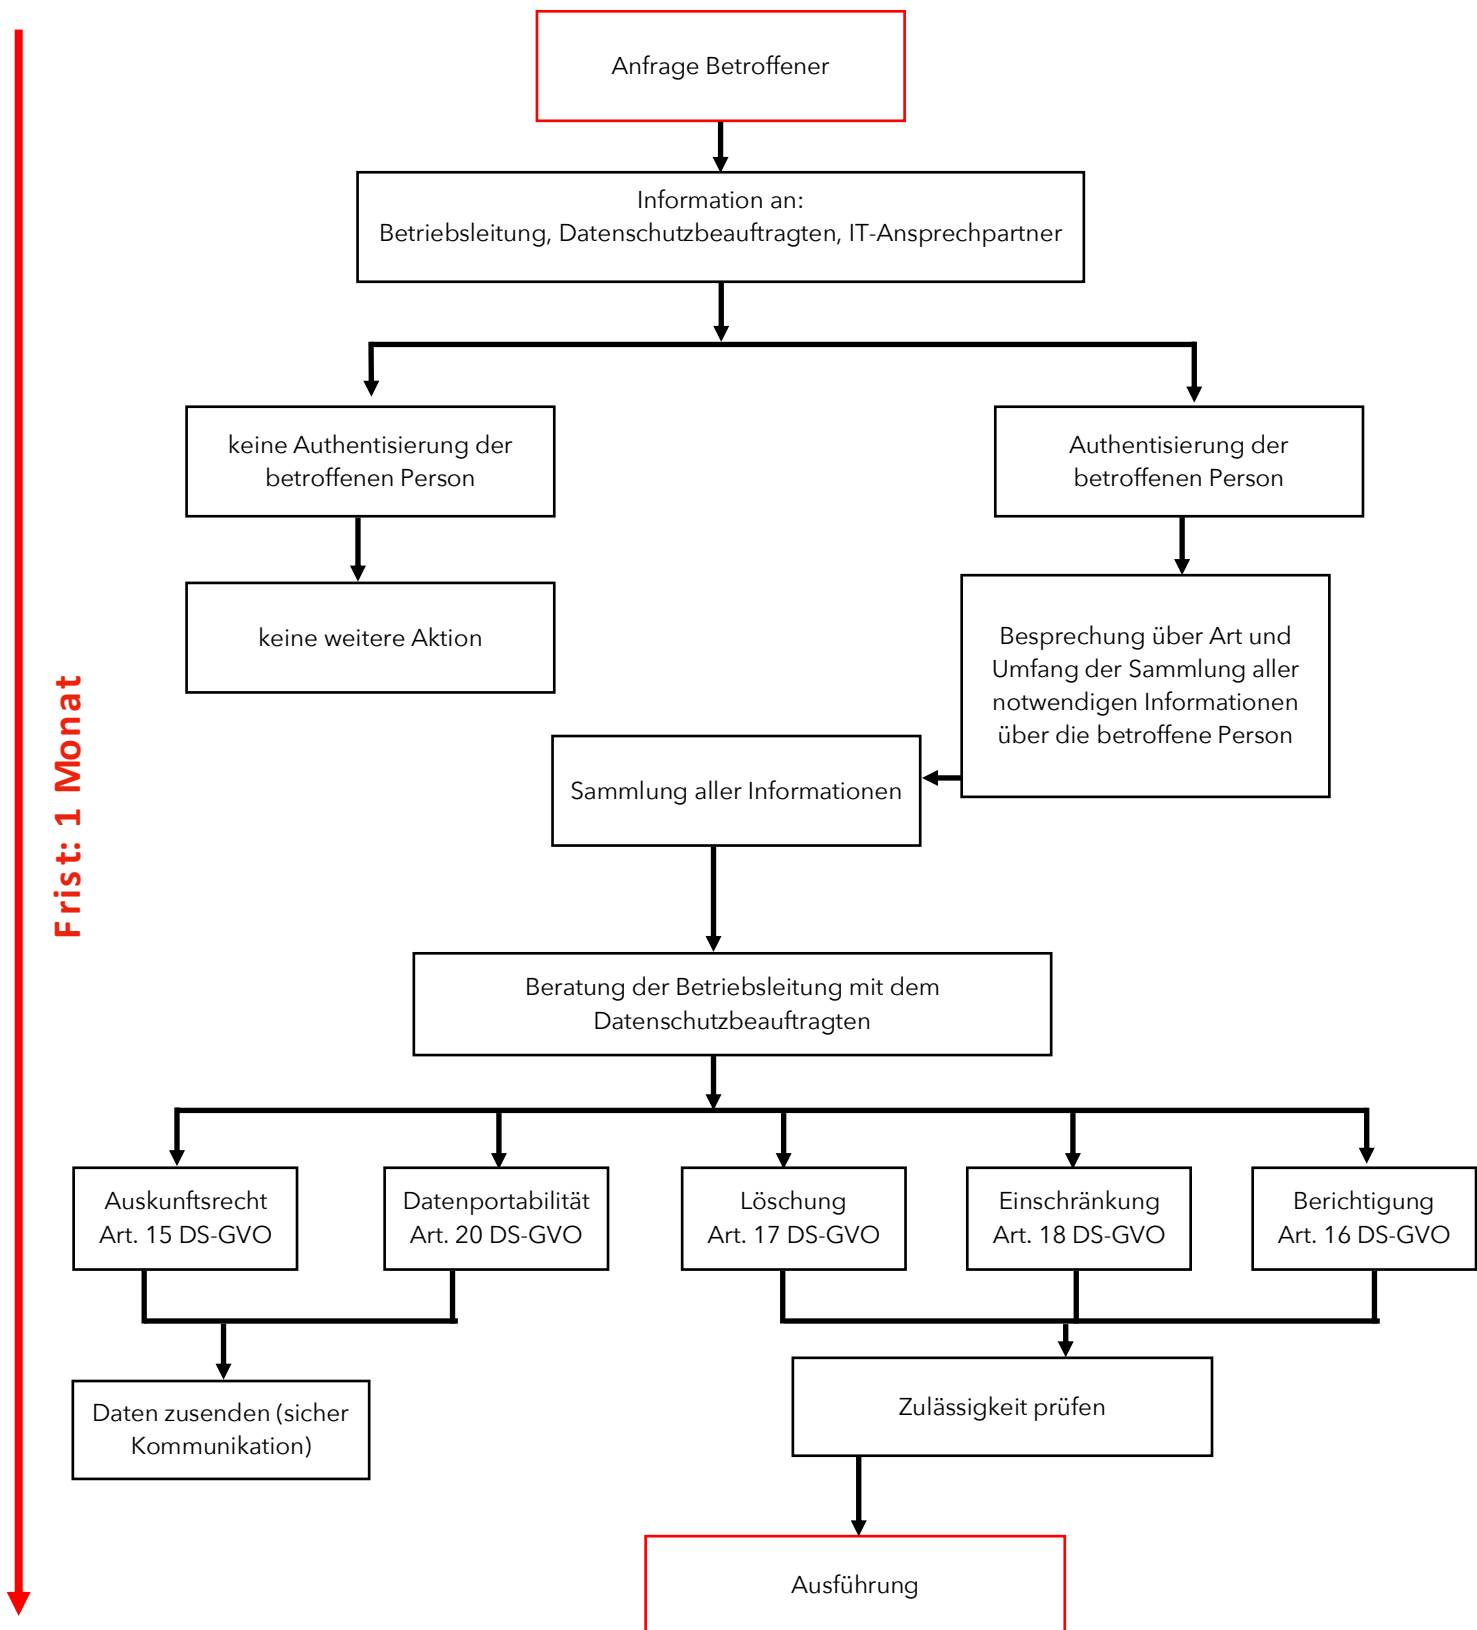 Anfrage Betroffener
Information an:
Betriebsleitung, Datenschutzbeauftragten, IT-Ansprechpartner
keine Authentisierung der
betroffenen Person
Authentisierung der
betroffenen Person
keine weitere Aktion
Besprechung über Art und
Umfang der Sammlung aller
notwendigen Informationen
über die betroffene Person
Frist: 1 Monat
Sammlung aller Informationen
Beratung der Betriebsleitung mit dem
Datenschutzbeauftragten
Auskunftsrecht
Art. 15 DS-GVO
Datenportabilität
Art. 20 DS-GVO
Löschung
Art. 17 DS-GVO
Einschränkung
Art. 18 DS-GVO
Berichtigung
Art. 16 DS-GVO
Daten zusenden (sicher
Kommunikation)
Zulässigkeit prüfen
Ausführung